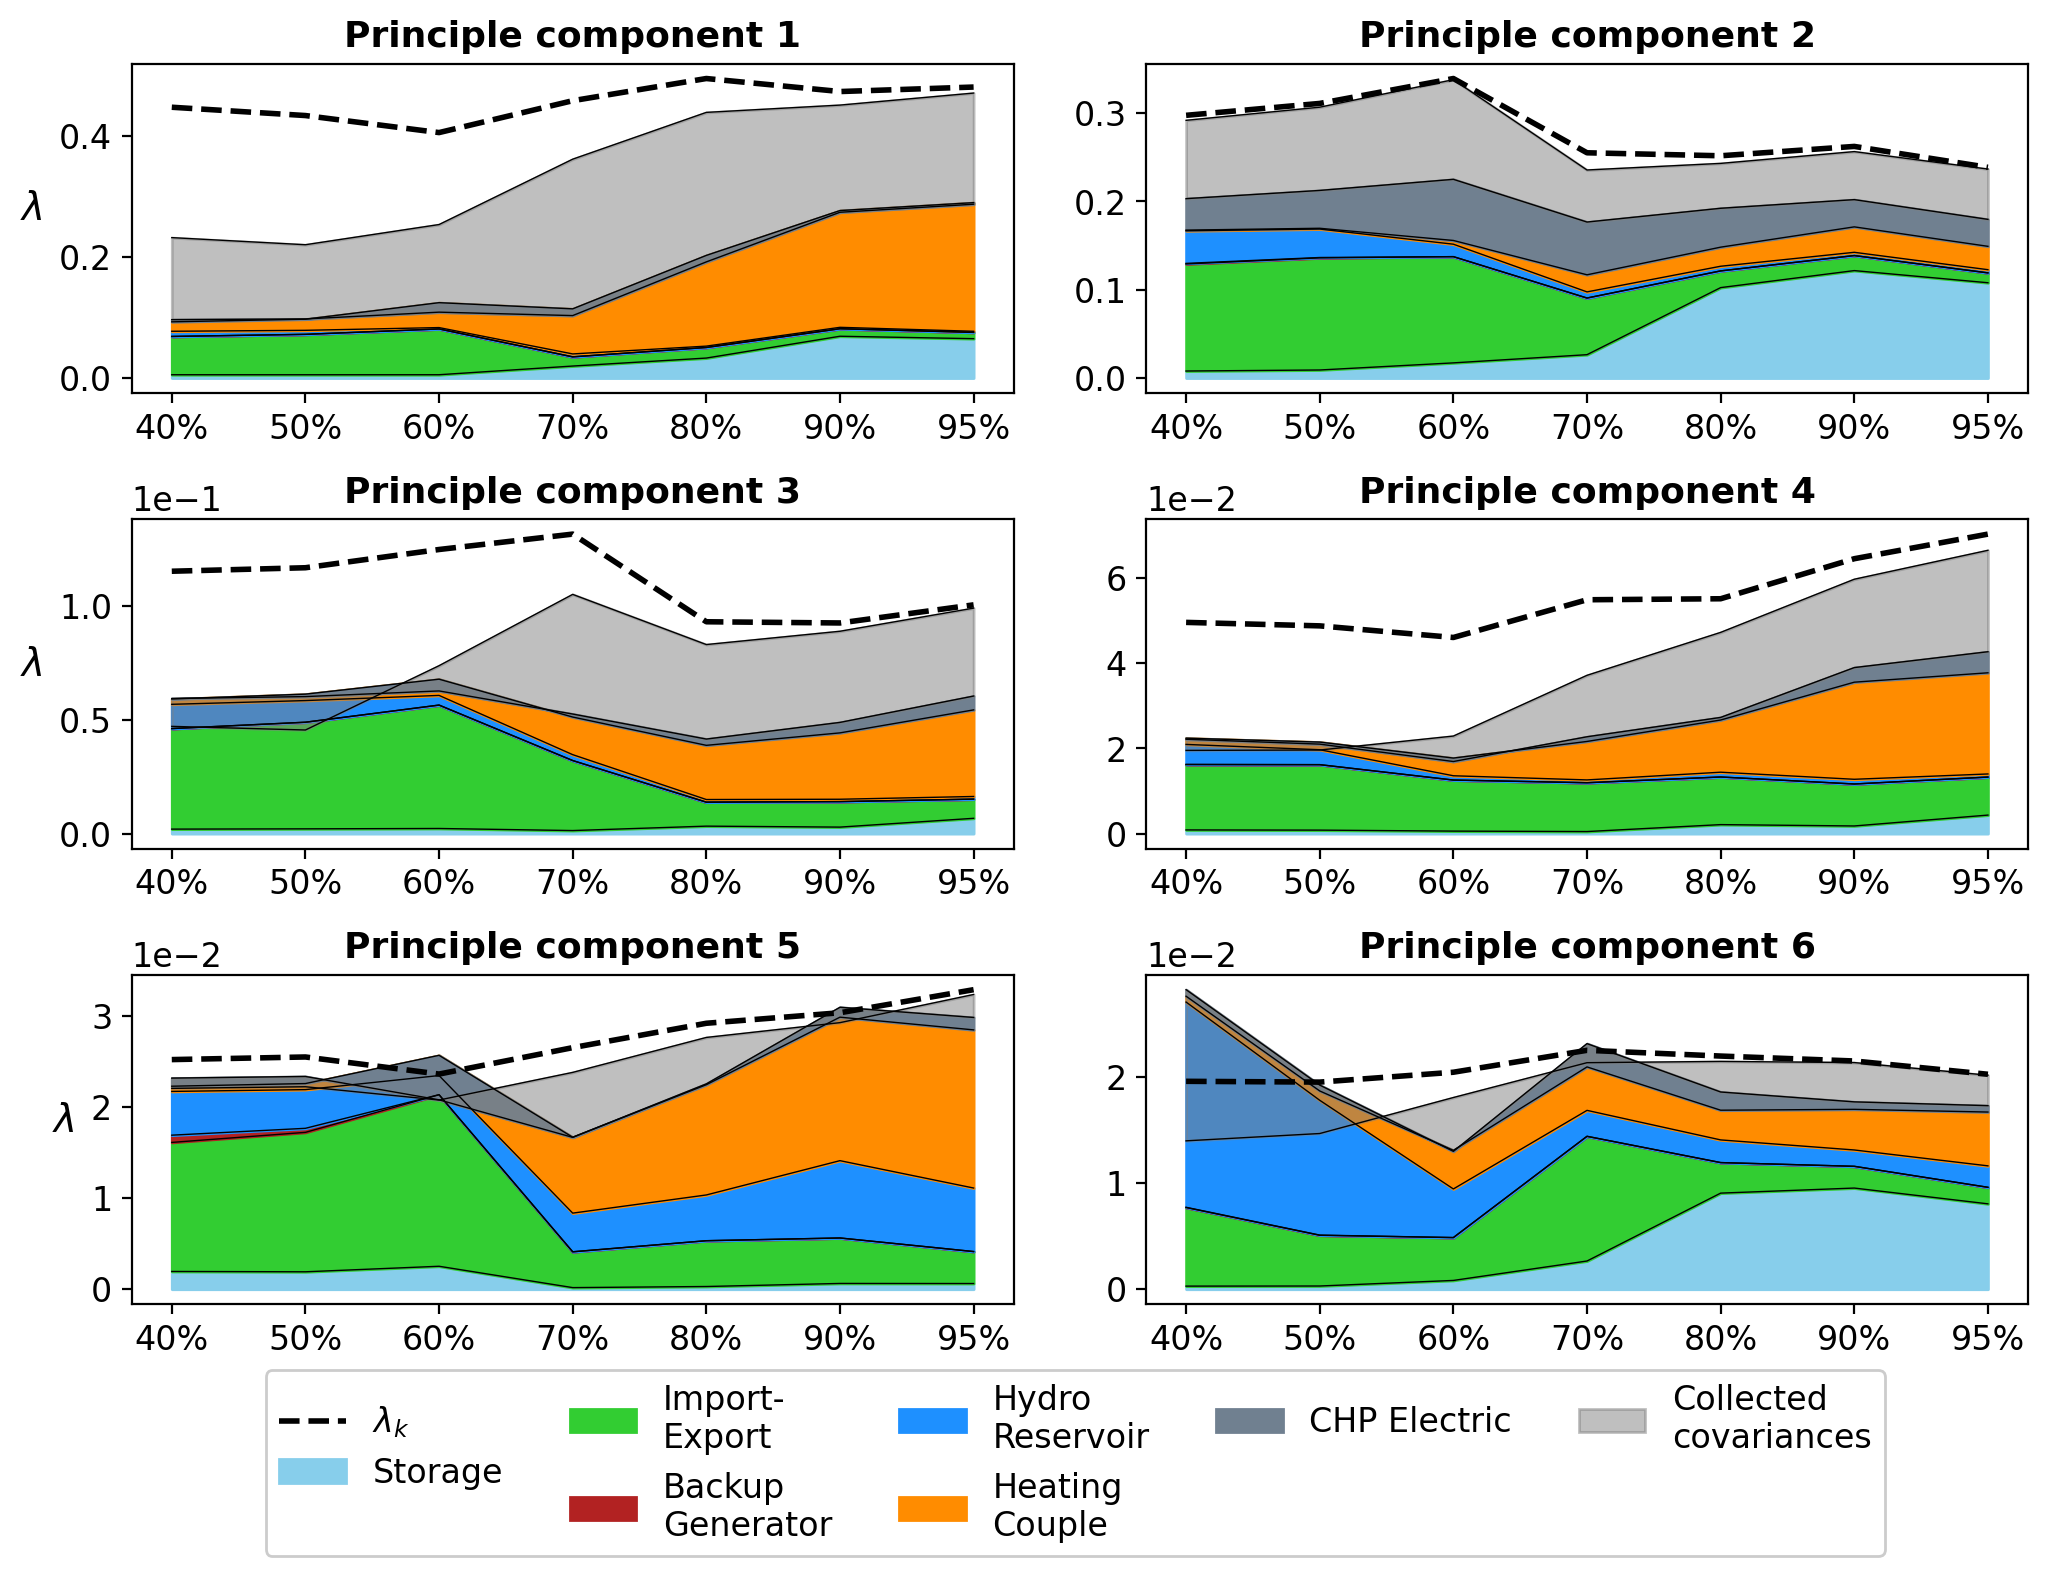 Principle component 1
Principle component 2
λ
0.4
0.2
0.0
40% 50% 60% 70% 80% 90% 95%
0.3
0.2
0.1
0.0
40% 50% 60% 70% 80% 90% 95%
1e−1
Principle component 3
1e−2
Principle component 4
λ
1.0
0.5
0.0
40% 50% 60% 70% 80% 90% 95%
6
4
2
0
40% 50% 60% 70% 80% 90% 95%
1e−2
Principle component 5
1e−2
Principle component 6
λ
3
2
1
0
40% 50% 60% 70% 80% 90% 95%
2
1
0
40% 50% 60% 70% 80% 90% 95%
λk
Storage
Import-
Export
Backup
Generator
Hydro
Reservoir
Heating
Couple
CHP Electric
Collected
covariances